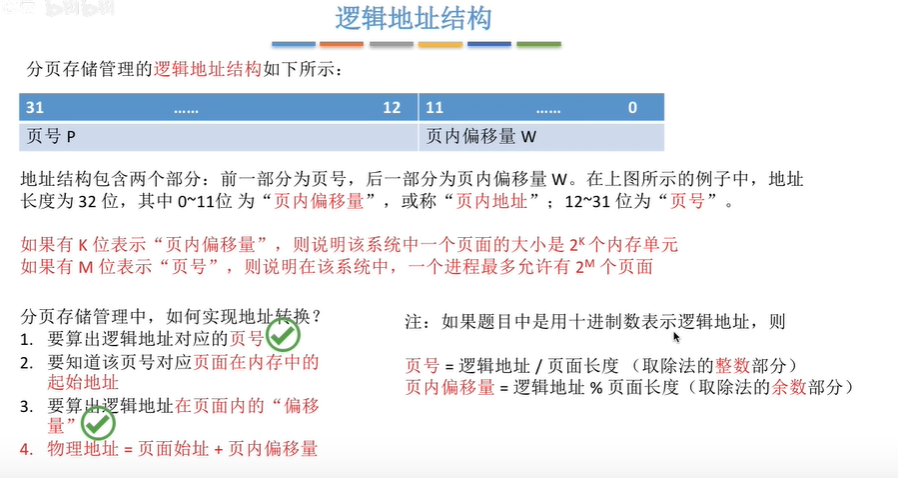 bilibili
逻辑地址结构
分页存储管理的逻辑地址结构如下所示：
31 …… 12 11 …… 0
页号 P 页内偏移量 W
地址结构包含两个部分：前一部分为页号，后一部分为页内偏移量 W。在上图所示的例子中，地址
长度为 32 位，其中 0~11位 为“页内偏移量”，或称“页内地址”；12~31 位为“页号”。
如果有 K 位表示“页内偏移量”，则说明该系统中一个页面的大小是 2ᴷ 个内存单元
如果有 M 位表示“页号”，则说明在该系统中，一个进程最多允许有 2ᴹ 个页面
分页存储管理中，如何实现地址转换？
1. 要算出逻辑地址对应的页号
2. 要知道该页号对应页面在内存中的
起始地址
3. 要算出逻辑地址在页面内的“偏移
量”
4. 物理地址 = 页面始址 + 页内偏移量
注：如果题目中是用十进制数表示逻辑地址，则
页号 = 逻辑地址 / 页面长度 （取除法的整数部分）
页内偏移量 = 逻辑地址 % 页面长度（取除法的余数部分）